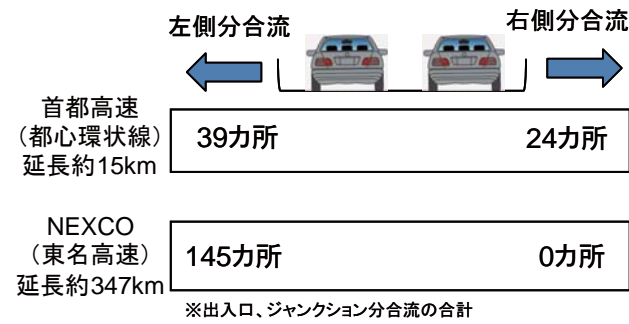 左側分合流
右側分合流
首都高速
（都心環状線）
延長約15km
39カ所
24カ所
NEXCO
（東名高速）
延長約347km
145カ所
0カ所
※出入口、ジャンクション分合流の合計